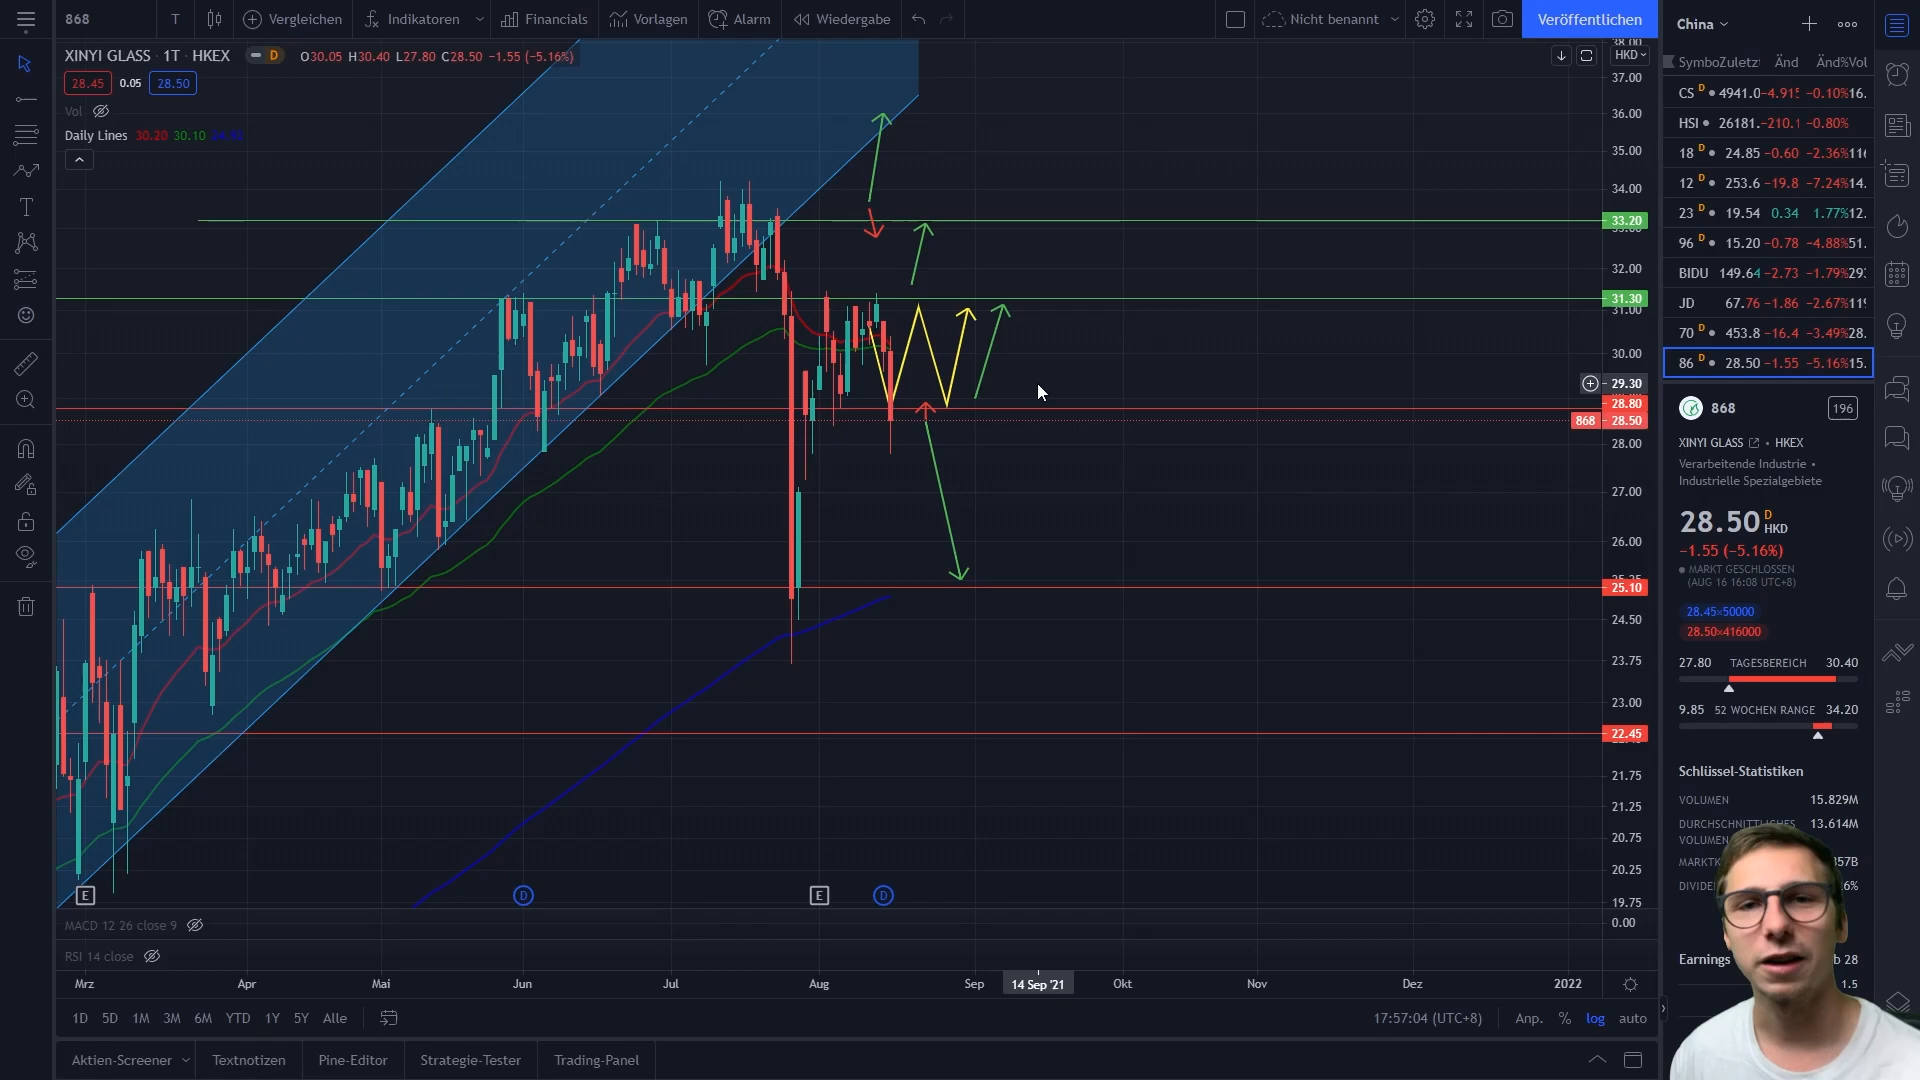 868
T
Vergleichen
Indikatoren
Financials
Vorlagen
Alarm
Wiedergabe
Nicht benannt
Veröffentlichen
XINYI GLASS · 1T · HKEX
D
O30.05 H30.40 L27.80 C28.50 −1.55 (−5.16%)
28.45 0.05 28.50
Vol
Daily Lines 30.20 30.10
HKD
38.00
37.00
36.00
35.00
34.00
33.20
33.00
32.00
31.30
31.00
30.00
29.30
28.80
868 28.50
28.00
27.00
26.00
25.10
24.50
23.75
23.00
22.45
21.75
21.25
20.75
20.25
19.75
0.00
E
D
E
D
MACD 12 26 close 9
RSI 14 close
Mrz Apr Mai Jun Jul Aug Sep 14 Sep '21 Okt Nov Dez 2022
1D 5D 1M 3M 6M YTD 1Y 5Y Alle
17:57:04 (UTC+8) Anp. % log auto
Aktien-Screener Textnotizen Pine-Editor Strategie-Tester Trading-Panel
China
Zuletz Änd Änd% Vol
CS D 4941.0 −0.10% 16.
HSI 26181. −210.1 −0.80%
18 D 24.85 −0.60 −2.36% 11
12 D 253.6 −19.8 −7.24% 14.
23 D 19.54 0.34 1.77% 12.
96 D 15.20 −0.78 −4.88% 51.
BIDU 149.64 −2.73 −1.79% 29
JD 67.76 −1.86 −2.67% 11
70 D 453.8 −16.4 −3.49% 28.
86 D 28.50 −1.55 −5.16% 15.
868
196
XINYI GLASS • HKEX
Verarbeitende Industrie •
Industrielle Spezialgebiete
28.50 D HKD
−1.55 (−5.16%)
MARKT GESCHLOSSEN
(AUG 16 16:08 UTC+8)
28.45×50000
28.50×416000
27.80 TAGESBEREICH 30.40
9.85 52 WOCHEN RANGE 34.20
Schlüssel-Statistiken
VOLUMEN 15.829M
DURCHSCHNITTLICHES 13.614M
VOLUMEN
Earnings
28
1.5